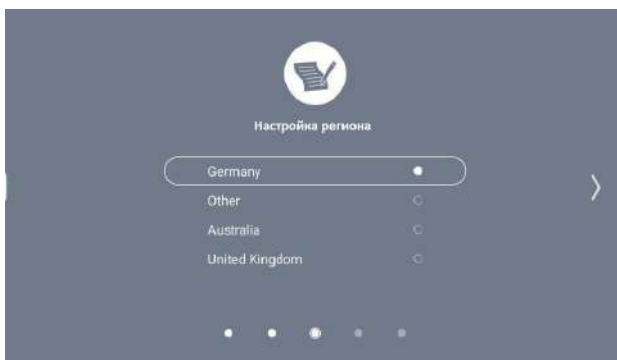 Настройка региона
Germany
Other
Australia
United Kingdom